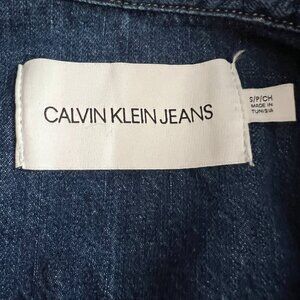 CALVIN KLEIN JEANS
S/P/CH
MADE IN
TUNISIA